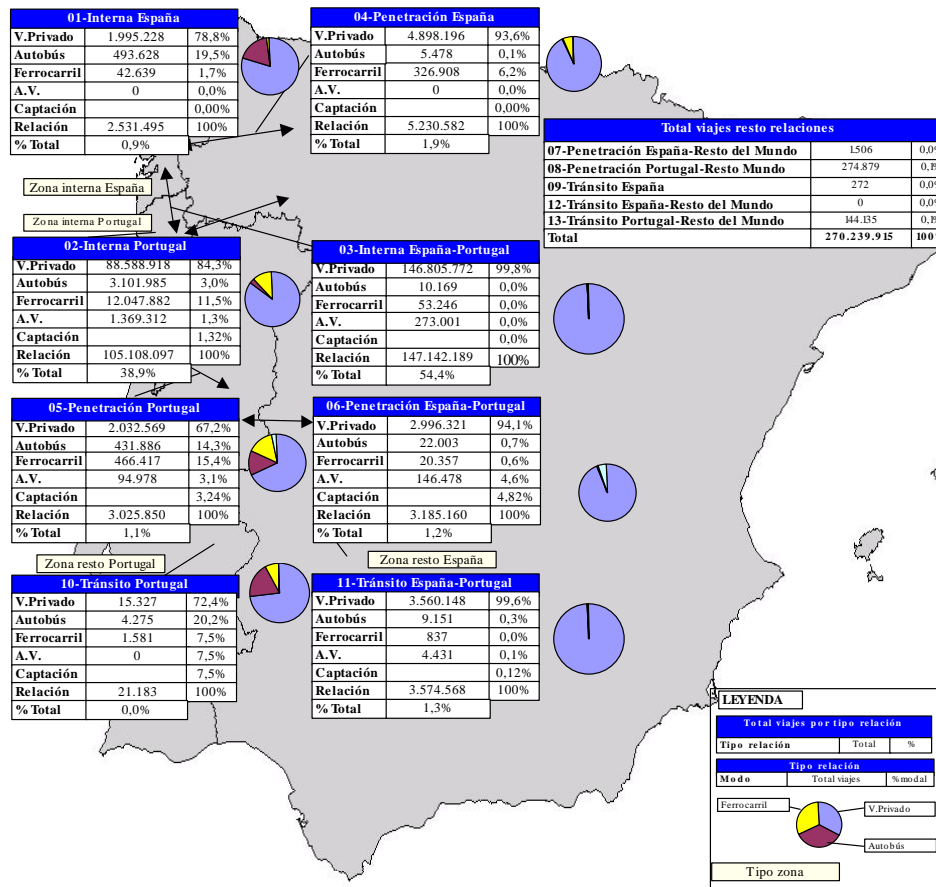 01-Interna España
V.Privado 1.995.228 78,8%
Autobús 493.628 19,5%
Ferrocarril 42.639 1,7%
A.V. 0 0,0%
Captación 0,00%
Relación 2.531.495 100%
% Total 0,9%
04-Penetración España
V.Privado 4.898.196 93,6%
Autobús 5.478 0,1%
Ferrocarril 326.908 6,2%
A.V. 0 0,0%
Captación 0,00%
Relación 5.230.582 100%
% Total 1,9%
Total viajes resto relaciones
07-Penetración España-Resto del Mundo 1.506 0,0%
08-Penetración Portugal-Resto Mundo 274.879 0,1%
09-Tránsito España 272 0,0%
12-Tránsito España-Resto del Mundo 0 0,0%
13-Tránsito Portugal-Resto del Mundo 144.135 0,1%
Total 270.239.915 100%
Zona interna España
Zona interna Portugal
02-Interna Portugal
V.Privado 88.588.918 84,3%
Autobús 3.101.985 3,0%
Ferrocarril 12.047.882 11,5%
A.V. 1.369.312 1,3%
Captación 1,32%
Relación 105.108.097 100%
% Total 38,9%
03-Interna España-Portugal
V.Privado 146.805.772 99,8%
Autobús 10.169 0,0%
Ferrocarril 53.246 0,0%
A.V. 273.001 0,0%
Captación 0,0%
Relación 147.142.189 100%
% Total 54,4%
05-Penetración Portugal
V.Privado 2.032.569 67,2%
Autobús 431.886 14,3%
Ferrocarril 466.417 15,4%
A.V. 94.978 3,1%
Captación 3,24%
Relación 3.025.850 100%
% Total 1,1%
06-Penetración España-Portugal
V.Privado 2.996.321 94,1%
Autobús 22.003 0,7%
Ferrocarril 20.357 0,6%
A.V. 146.478 4,6%
Captación 4,82%
Relación 3.185.160 100%
% Total 1,2%
Zona resto Portugal
Zona resto España
10-Tránsito Portugal
V.Privado 15.327 72,4%
Autobús 4.275 20,2%
Ferrocarril 1.581 7,5%
A.V. 0 7,5%
Captación 7,5%
Relación 21.183 100%
% Total 0,0%
11-Tránsito España-Portugal
V.Privado 3.560.148 99,6%
Autobús 9.151 0,3%
Ferrocarril 837 0,0%
A.V. 4.431 0,1%
Captación 0,12%
Relación 3.574.568 100%
% Total 1,3%
LEYENDA
Total viajes por tipo relación
Tipo relación Total %
Tipo relación
Modo Total viajes % modal
Ferrocarril
V.Privado
Autobús
Tipo zona